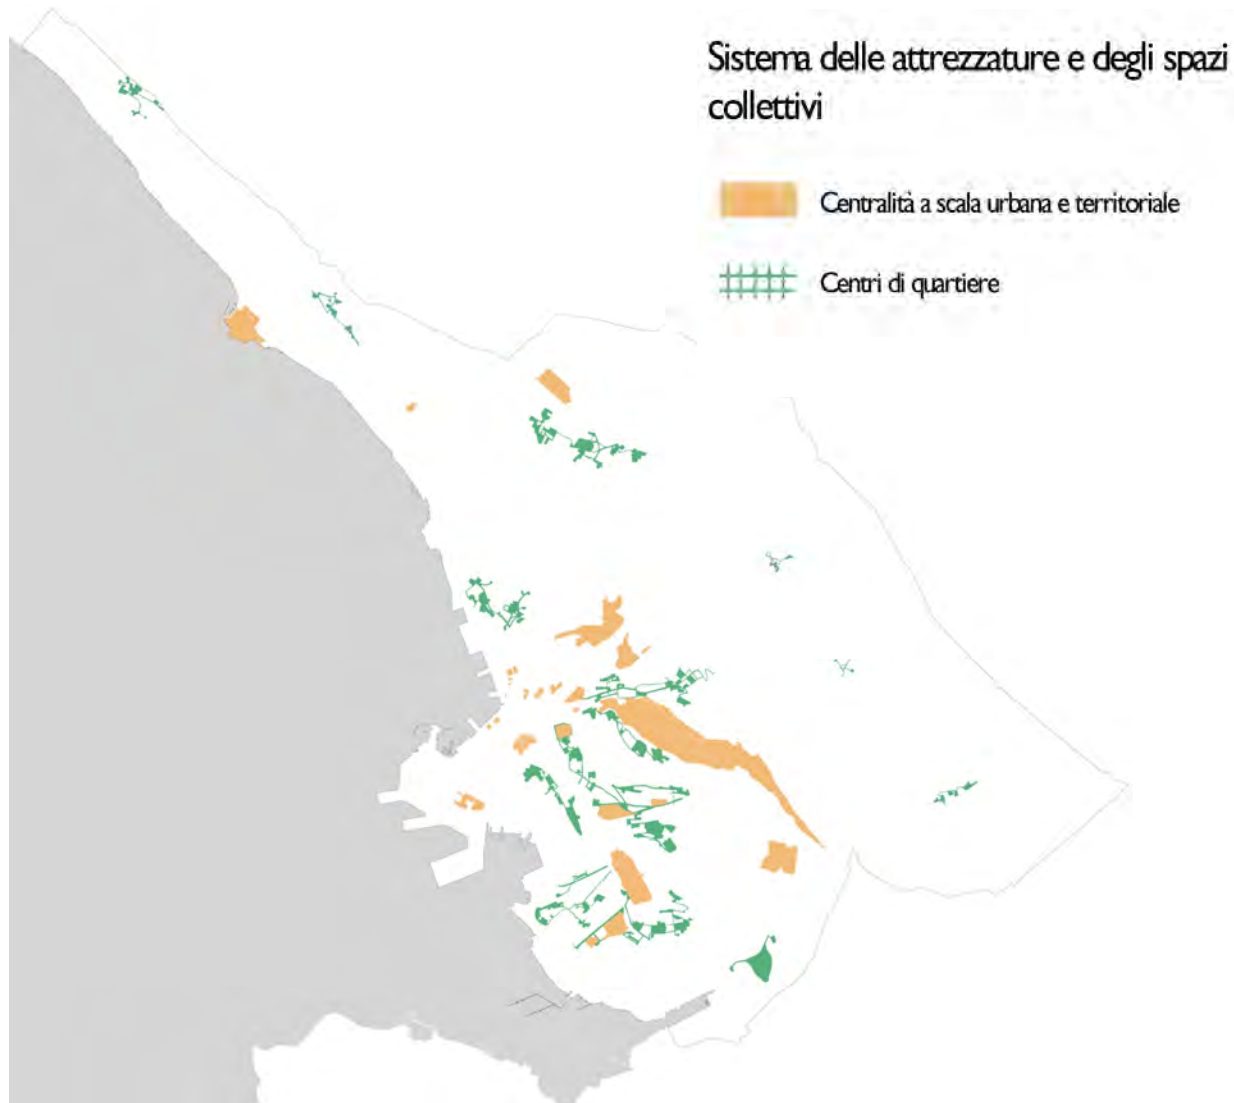 Sistema delle attrezzature e degli spazi
collettivi
Centralità a scala urbana e territoriale
Centri di quartiere